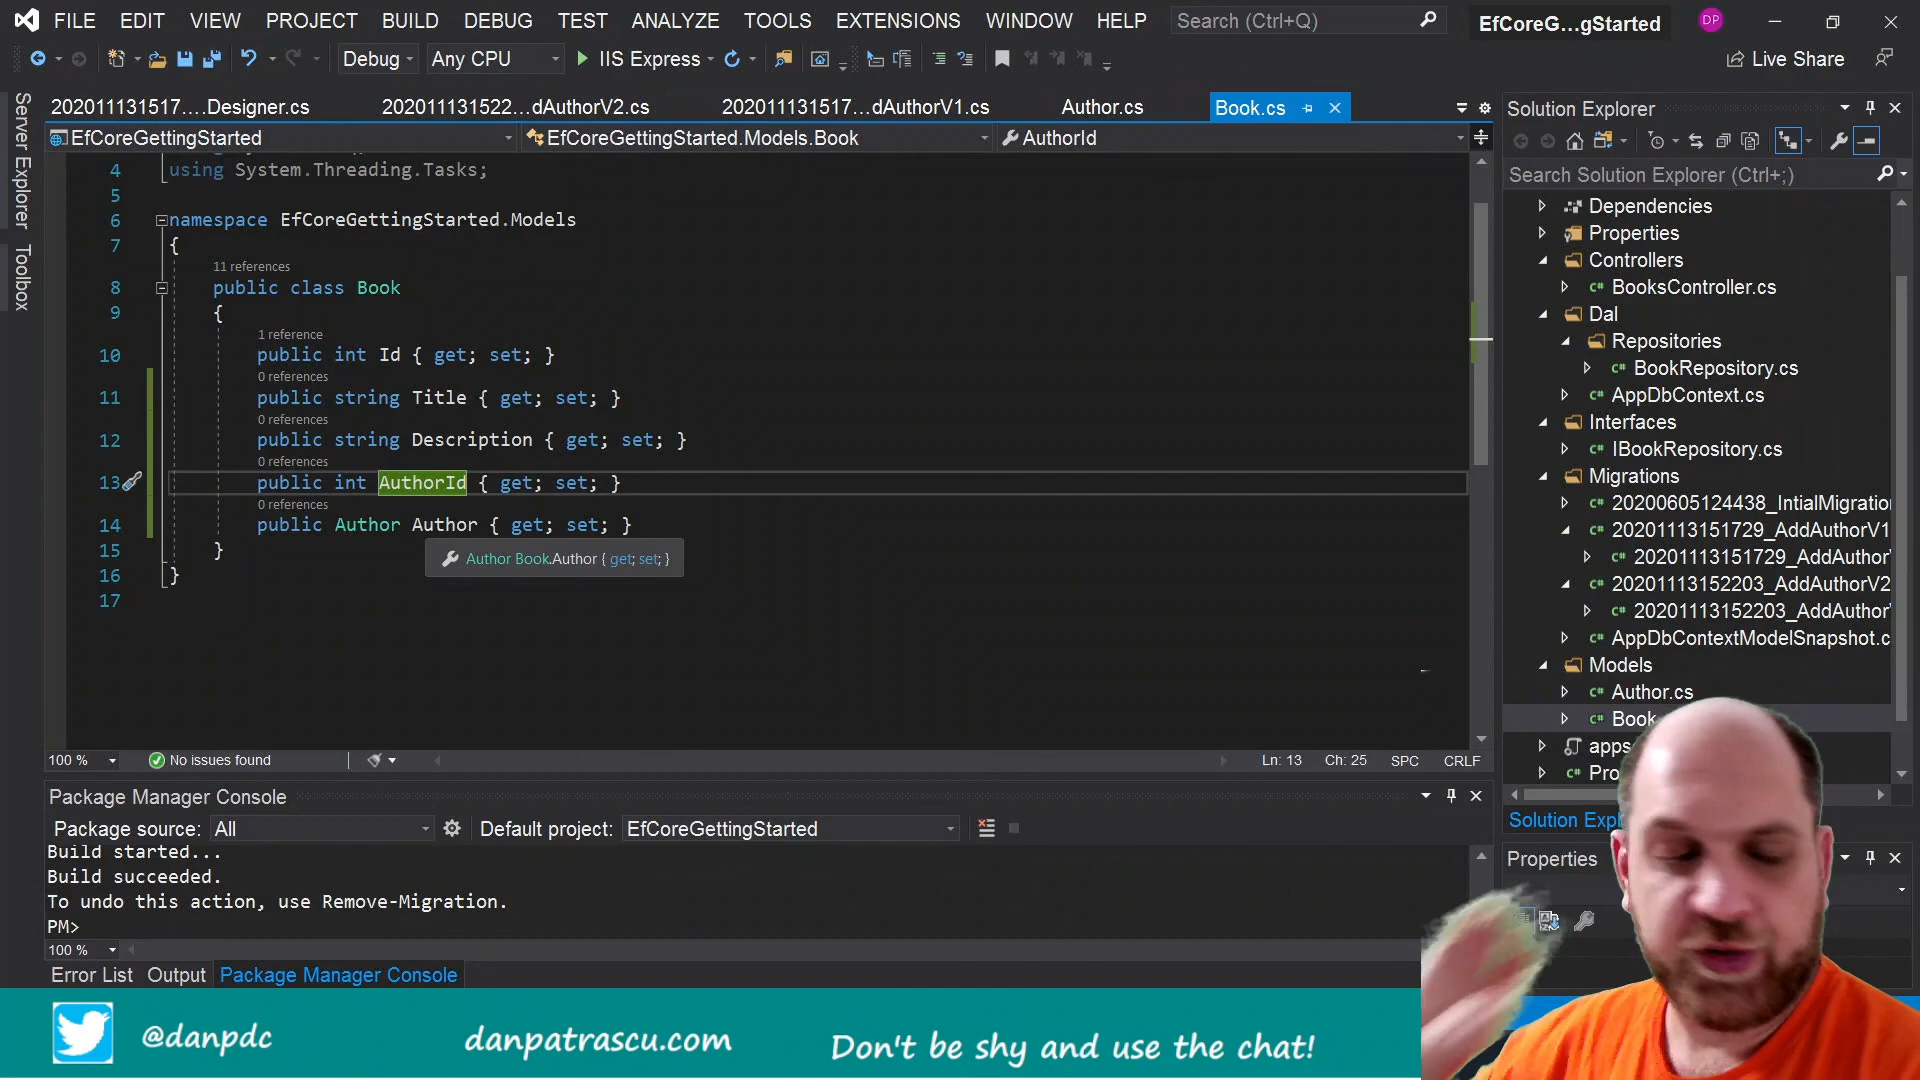 FILE EDIT VIEW PROJECT BUILD DEBUG TEST ANALYZE TOOLS EXTENSIONS WINDOW HELP Search (Ctrl+Q) EfCoreG...gStarted DP
Debug Any CPU IIS Express Live Share
Server Explorer
Toolbox
202011131517....Designer.cs 202011131522...dAuthorV2.cs 202011131517...dAuthorV1.cs Author.cs Book.cs
EfCoreGettingStarted EfCoreGettingStarted.Models.Book AuthorId
4 using System.Threading.Tasks;
5
6 namespace EfCoreGettingStarted.Models
7 {
11 references
8 public class Book
9 {
1 reference
10 public int Id { get; set; }
0 references
11 public string Title { get; set; }
0 references
12 public string Description { get; set; }
0 references
13 public int AuthorId { get; set; }
0 references
14 public Author Author { get; set; }
15 }
Author Book.Author { get; set; }
16 }
17
100 % No issues found Ln: 13 Ch: 25 SPC CRLF
Package Manager Console
Package source: All Default project: EfCoreGettingStarted
Build started...
Build succeeded.
To undo this action, use Remove-Migration.
PM>
100 %
Error List Output Package Manager Console
Solution Explorer
Search Solution Explorer (Ctrl+;)
Dependencies
Properties
Controllers
C# BooksController.cs
Dal
Repositories
C# BookRepository.cs
C# AppDbContext.cs
Interfaces
C# IBookRepository.cs
Migrations
C# 20200605124438_IntialMigration
C# 20201113151729_AddAuthorV1
C# 20201113151729_AddAuthor
C# 20201113152203_AddAuthorV2
C# 20201113152203_AddAuthor
C# AppDbContextModelSnapshot.c
Models
C# Author.cs
C# Book
apps
C# Pro
Solution Expl
Properties
@danpdc danpatrascu.com Don't be shy and use the chat!